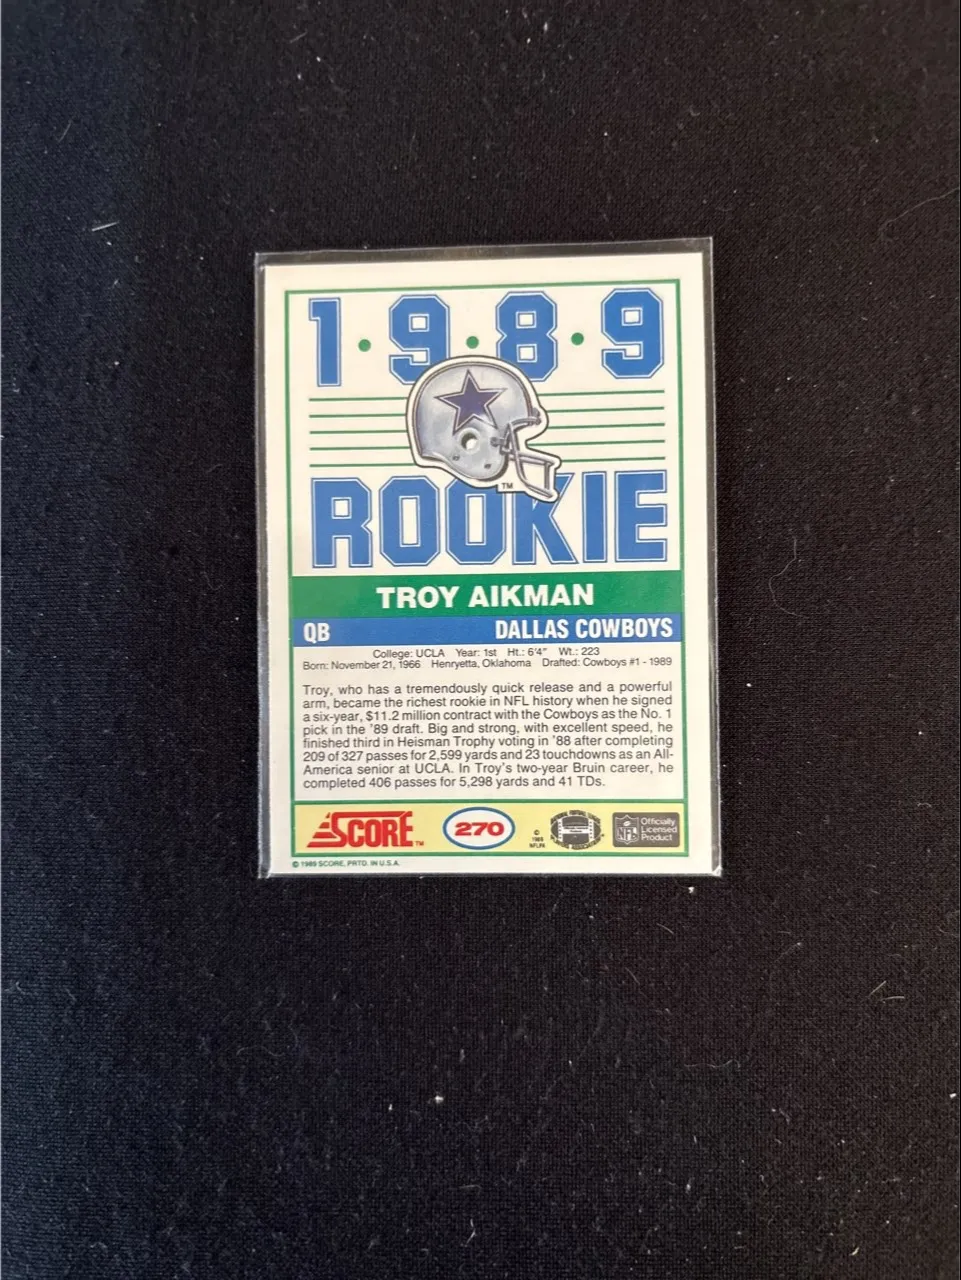 1·9·8·9
TM
ROOKIE
TROY AIKMAN
QB DALLAS COWBOYS
College: UCLA Year: 1st Ht.: 6'4" Wt.: 223
Born: November 21, 1966 Henryetta, Oklahoma Drafted: Cowboys #1 - 1989
Troy, who has a tremendously quick release and a powerful
arm, became the richest rookie in NFL history when he signed
a six-year, $11.2 million contract with the Cowboys as the No. 1
pick in the '89 draft. Big and strong, with excellent speed, he
finished third in Heisman Trophy voting in '88 after completing
209 of 327 passes for 2,599 yards and 23 touchdowns as an All-
America senior at UCLA. In Troy's two-year Bruin career, he
completed 406 passes for 5,298 yards and 41 TDs.
SCORE TM
270
©
1989
NFLPA
NFL
Officially
Licensed
Product
© 1989 SCORE, PRTD. IN U.S.A.